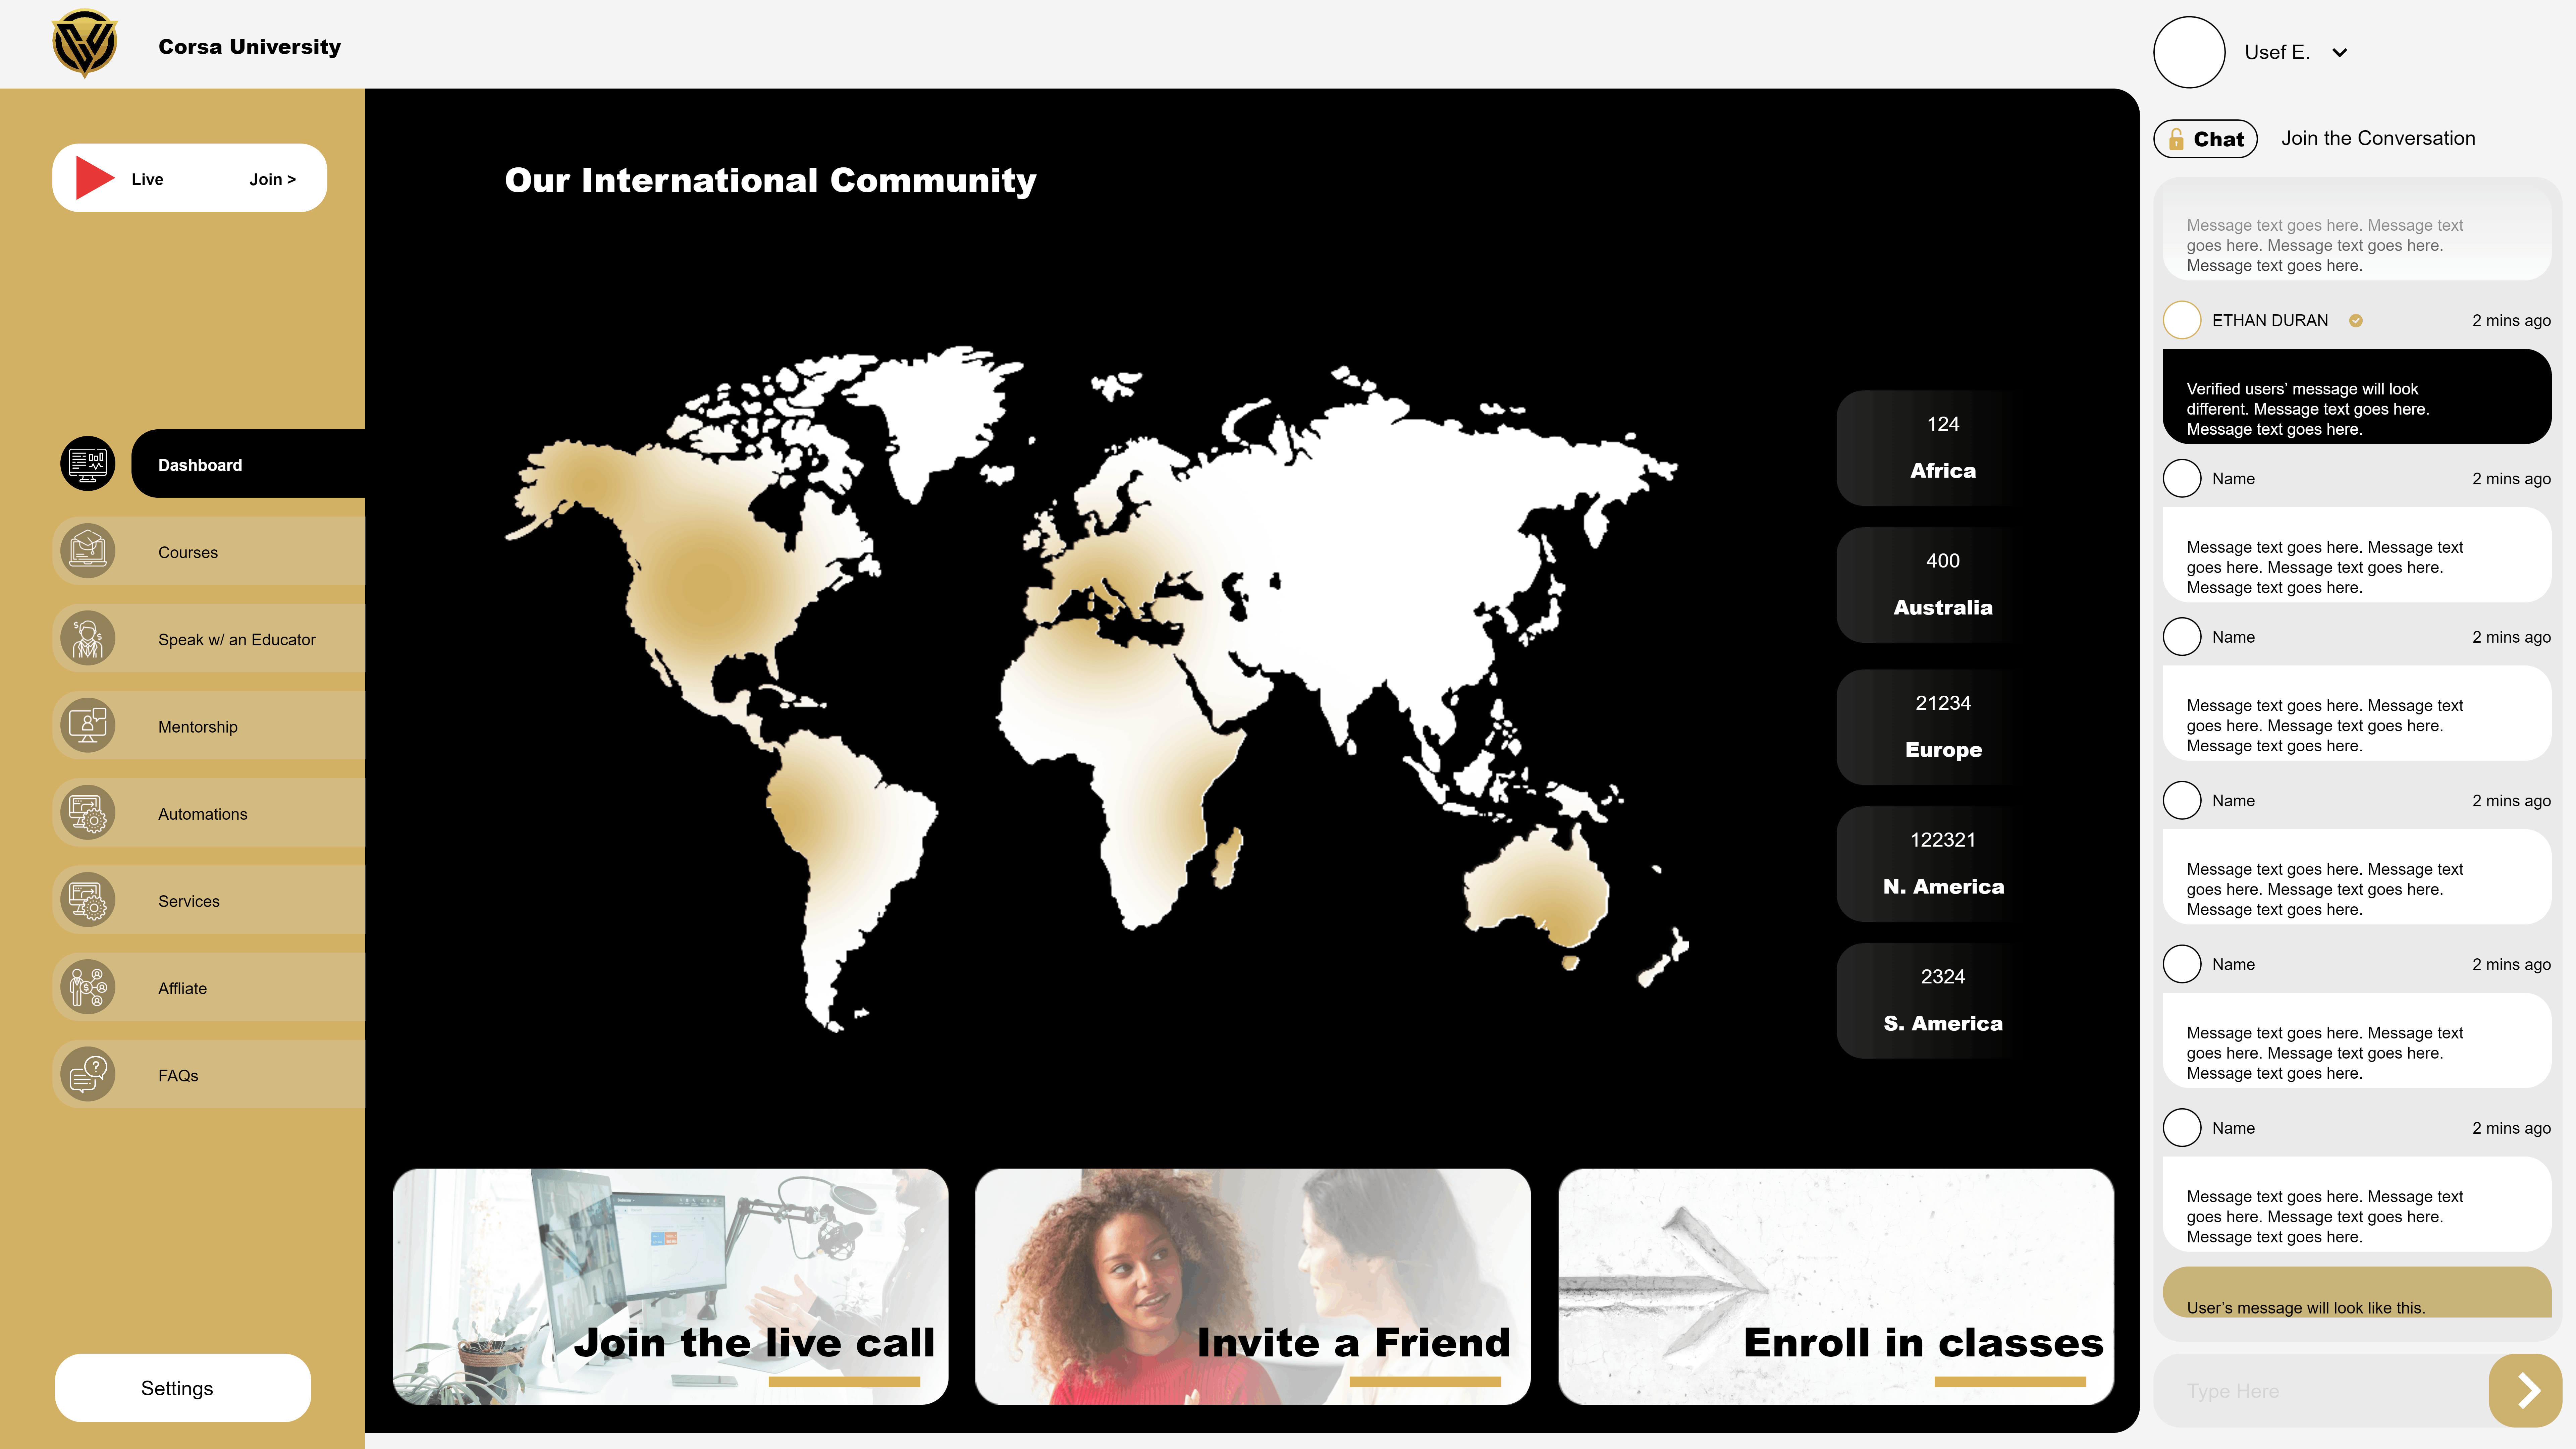 Corsa University
Usef E.
Live
Join >
Dashboard
Courses
Speak w/ an Educator
Mentorship
Automations
Services
Affliate
FAQs
Settings
Our International Community
124
Africa
400
Australia
21234
Europe
122321
N. America
2324
S. America
Join the live call
Invite a Friend
Enroll in classes
Chat
Join the Conversation
Message text goes here. Message text
goes here. Message text goes here.
Message text goes here.
ETHAN DURAN
2 mins ago
Verified users’ message will look
different. Message text goes here.
Message text goes here.
Name
2 mins ago
Message text goes here. Message text
goes here. Message text goes here.
Message text goes here.
Name
2 mins ago
Message text goes here. Message text
goes here. Message text goes here.
Message text goes here.
Name
2 mins ago
Message text goes here. Message text
goes here. Message text goes here.
Message text goes here.
Name
2 mins ago
Message text goes here. Message text
goes here. Message text goes here.
Message text goes here.
Name
2 mins ago
Message text goes here. Message text
goes here. Message text goes here.
Message text goes here.
User’s message will look like this.
Type Here